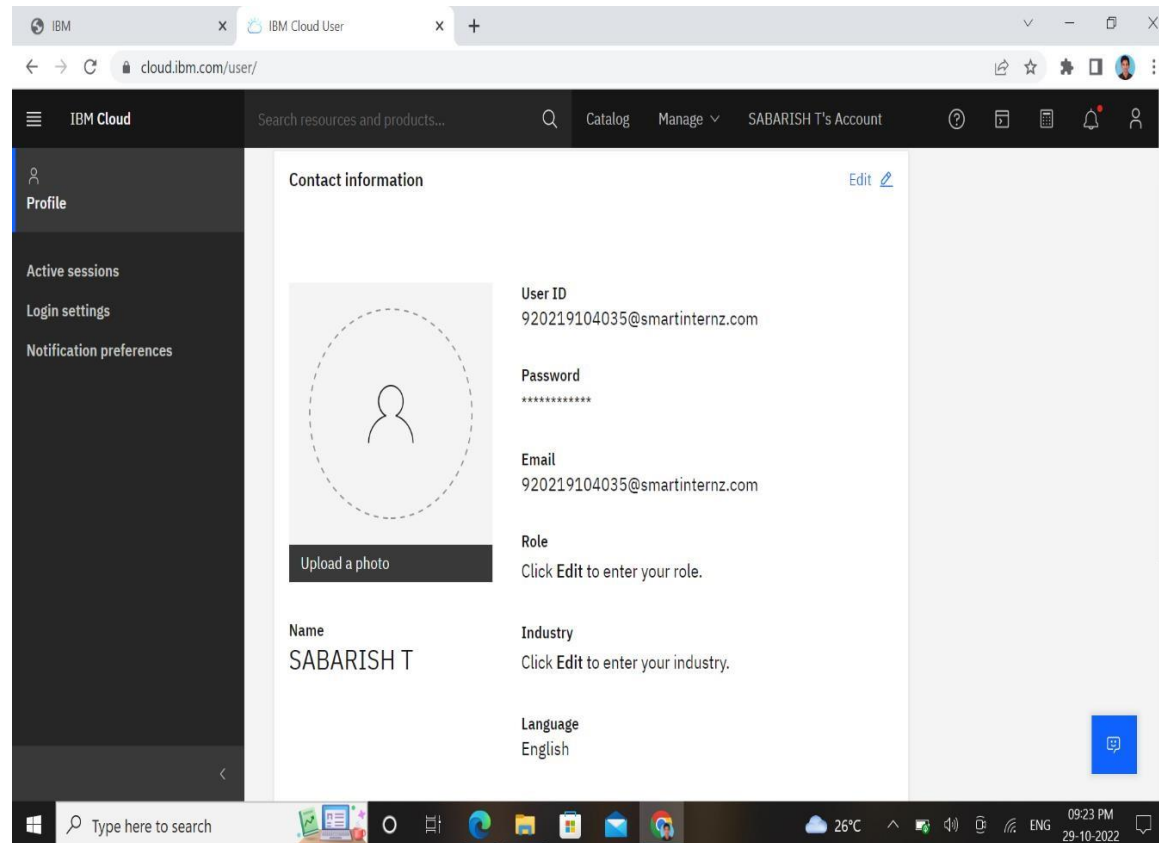 IBM
IBM Cloud User
cloud.ibm.com/user/
IBM Cloud
Search resources and products...
Catalog
Manage
SABARISH T's Account
Profile
Active sessions
Login settings
Notification preferences
Contact information
Edit
User ID
920219104035@smartinternz.com
Password
************
Email
920219104035@smartinternz.com
Upload a photo
Role
Click Edit to enter your role.
Name
SABARISH T
Industry
Click Edit to enter your industry.
Language
English
Type here to search
26°C
ENG
09:23 PM
29-10-2022